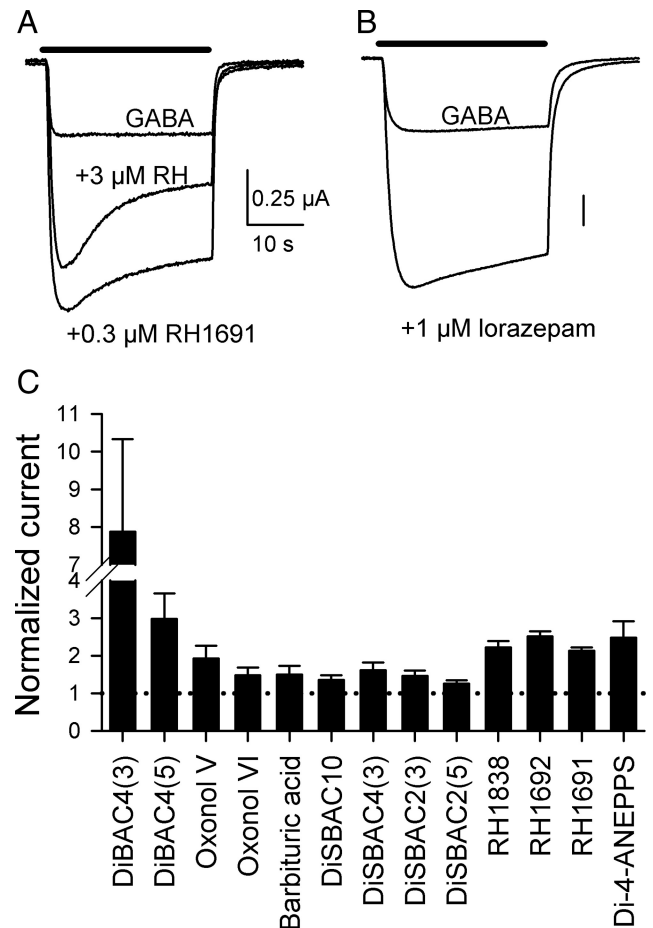 A
GABA
+3 µM RH
0.25 µA
10 s
+0.3 µM RH1691
B
GABA
+1 µM lorazepam
C
Normalized current
11
10
9
8
7
4
3
2
1
0
DiBAC4(3)
DiBAC4(5)
Oxonol V
Oxonol VI
Barbituric acid
DiSBAC10
DiSBAC4(3)
DiSBAC2(3)
DiSBAC2(5)
RH1838
RH1692
RH1691
Di-4-ANEPPS